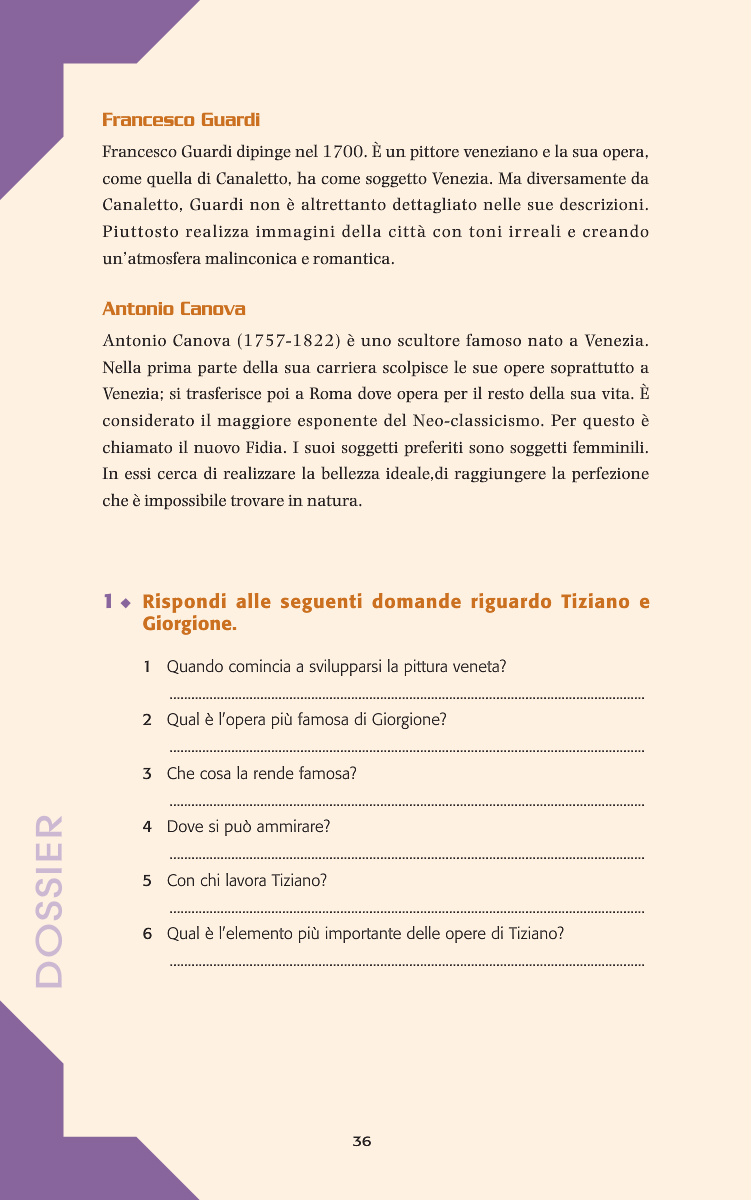 Francesco Guardi
Francesco Guardi dipinge nel 1700. È un pittore veneziano e la sua opera,
come quella di Canaletto, ha come soggetto Venezia. Ma diversamente da
Canaletto, Guardi non è altrettanto dettagliato nelle sue descrizioni.
Piuttosto realizza immagini della città con toni irreali e creando
un'atmosfera malinconica e romantica.
Antonio Canova
Antonio Canova (1757-1822) è uno scultore famoso nato a Venezia.
Nella prima parte della sua carriera scolpisce le sue opere soprattutto a
Venezia; si trasferisce poi a Roma dove opera per il resto della sua vita. È
considerato il maggiore esponente del Neo-classicismo. Per questo è
chiamato il nuovo Fidia. I suoi soggetti preferiti sono soggetti femminili.
In essi cerca di realizzare la bellezza ideale,di raggiungere la perfezione
che è impossibile trovare in natura.
1 ◆ Rispondi alle seguenti domande riguardo Tiziano e
Giorgione.
1 Quando comincia a svilupparsi la pittura veneta?
2 Qual è l'opera più famosa di Giorgione?
3 Che cosa la rende famosa?
4 Dove si può ammirare?
5 Con chi lavora Tiziano?
6 Qual è l'elemento più importante delle opere di Tiziano?
DOSSIER
36